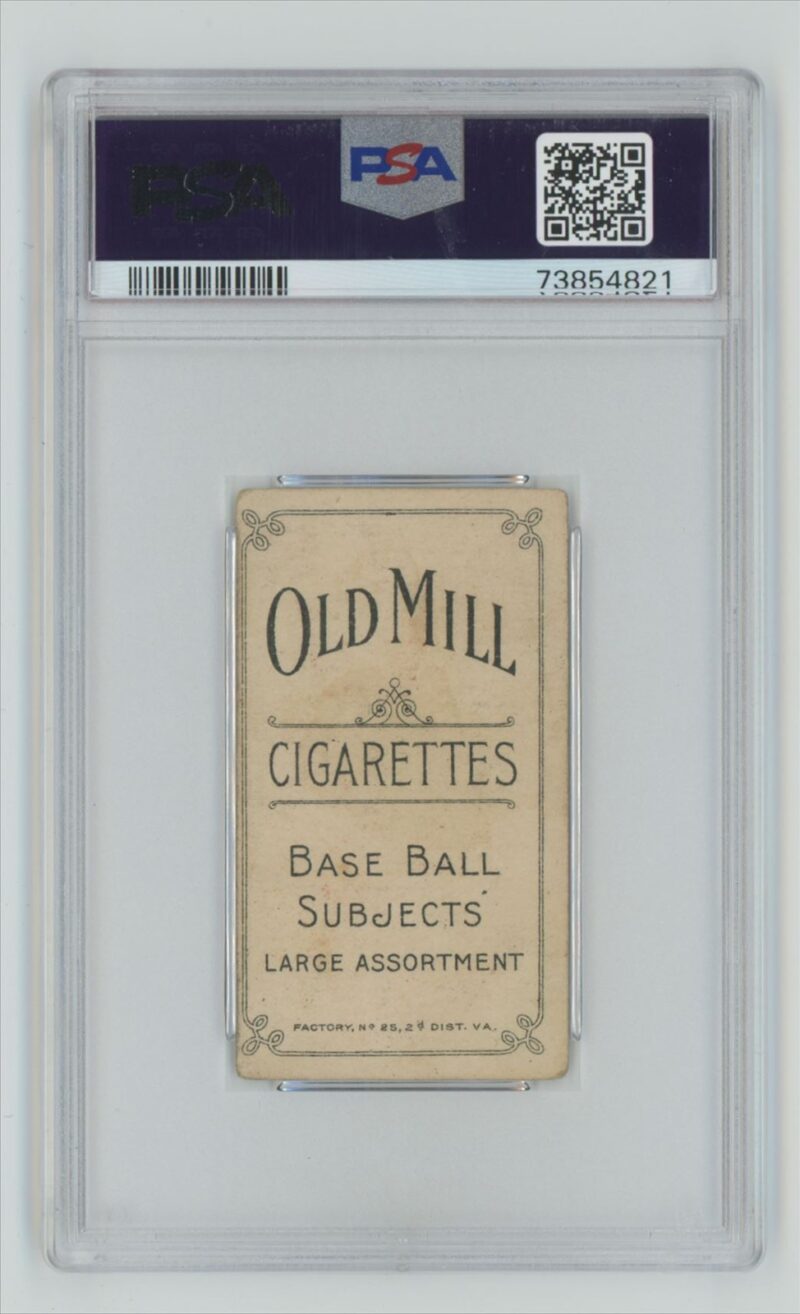 PSA
PSA
73854821
OLD MILL
CIGARETTES
BASE BALL
SUBJECTS
LARGE ASSORTMENT
FACTORY, Nº 25, 2ᵈ DIST. VA.